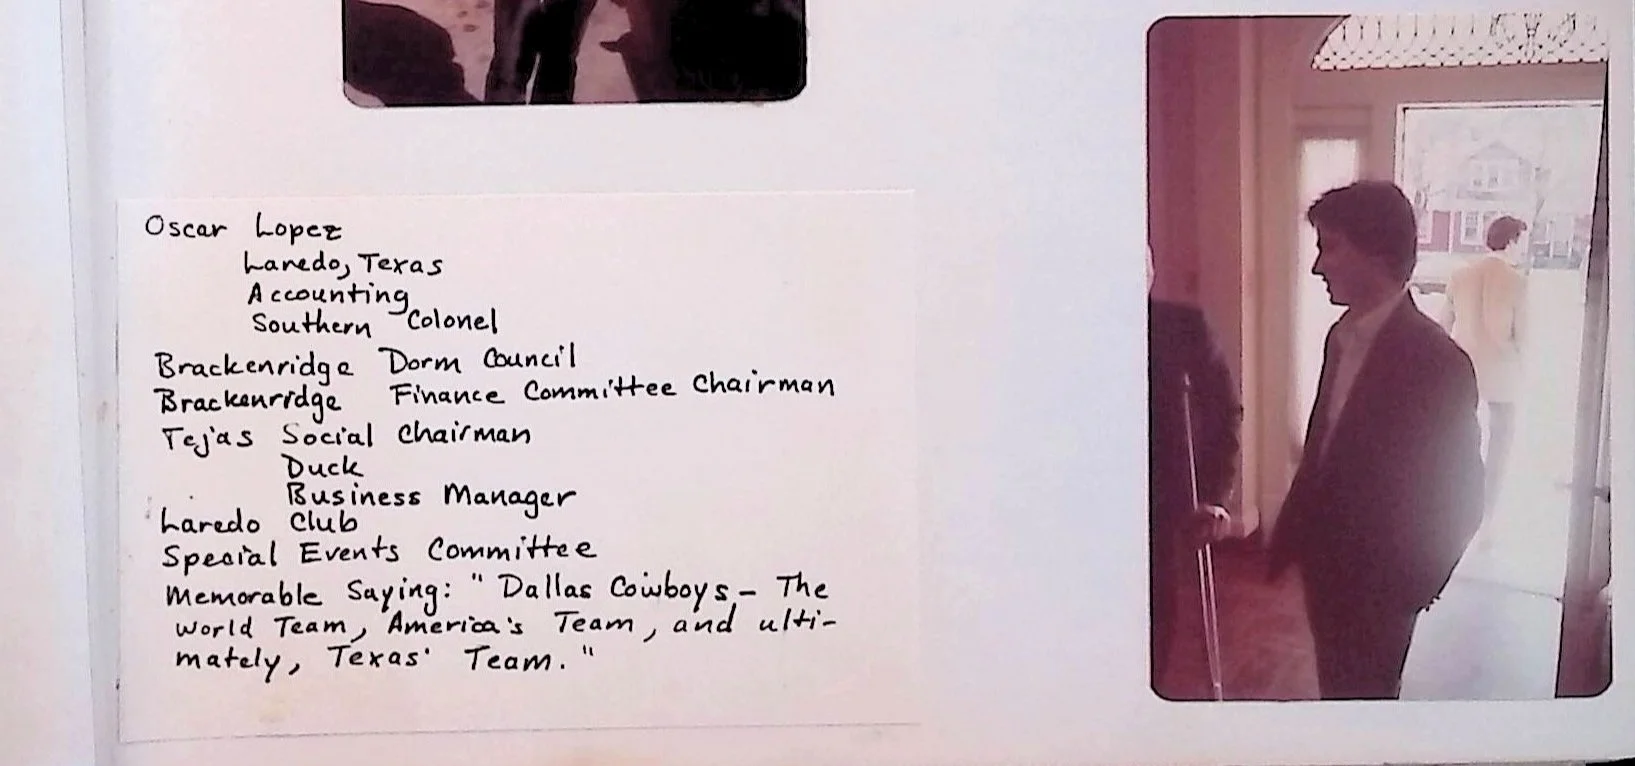 Oscar Lopez
Laredo, Texas
Accounting
Southern Colonel
Brackenridge Dorm Council
Brackenridge Finance Committee Chairman
Tejas Social Chairman
Duck
Business Manager
Laredo Club
Special Events Committee
Memorable Saying: " Dallas Cowboys - The
World Team, America's Team, and ulti-
mately, Texas' Team. "